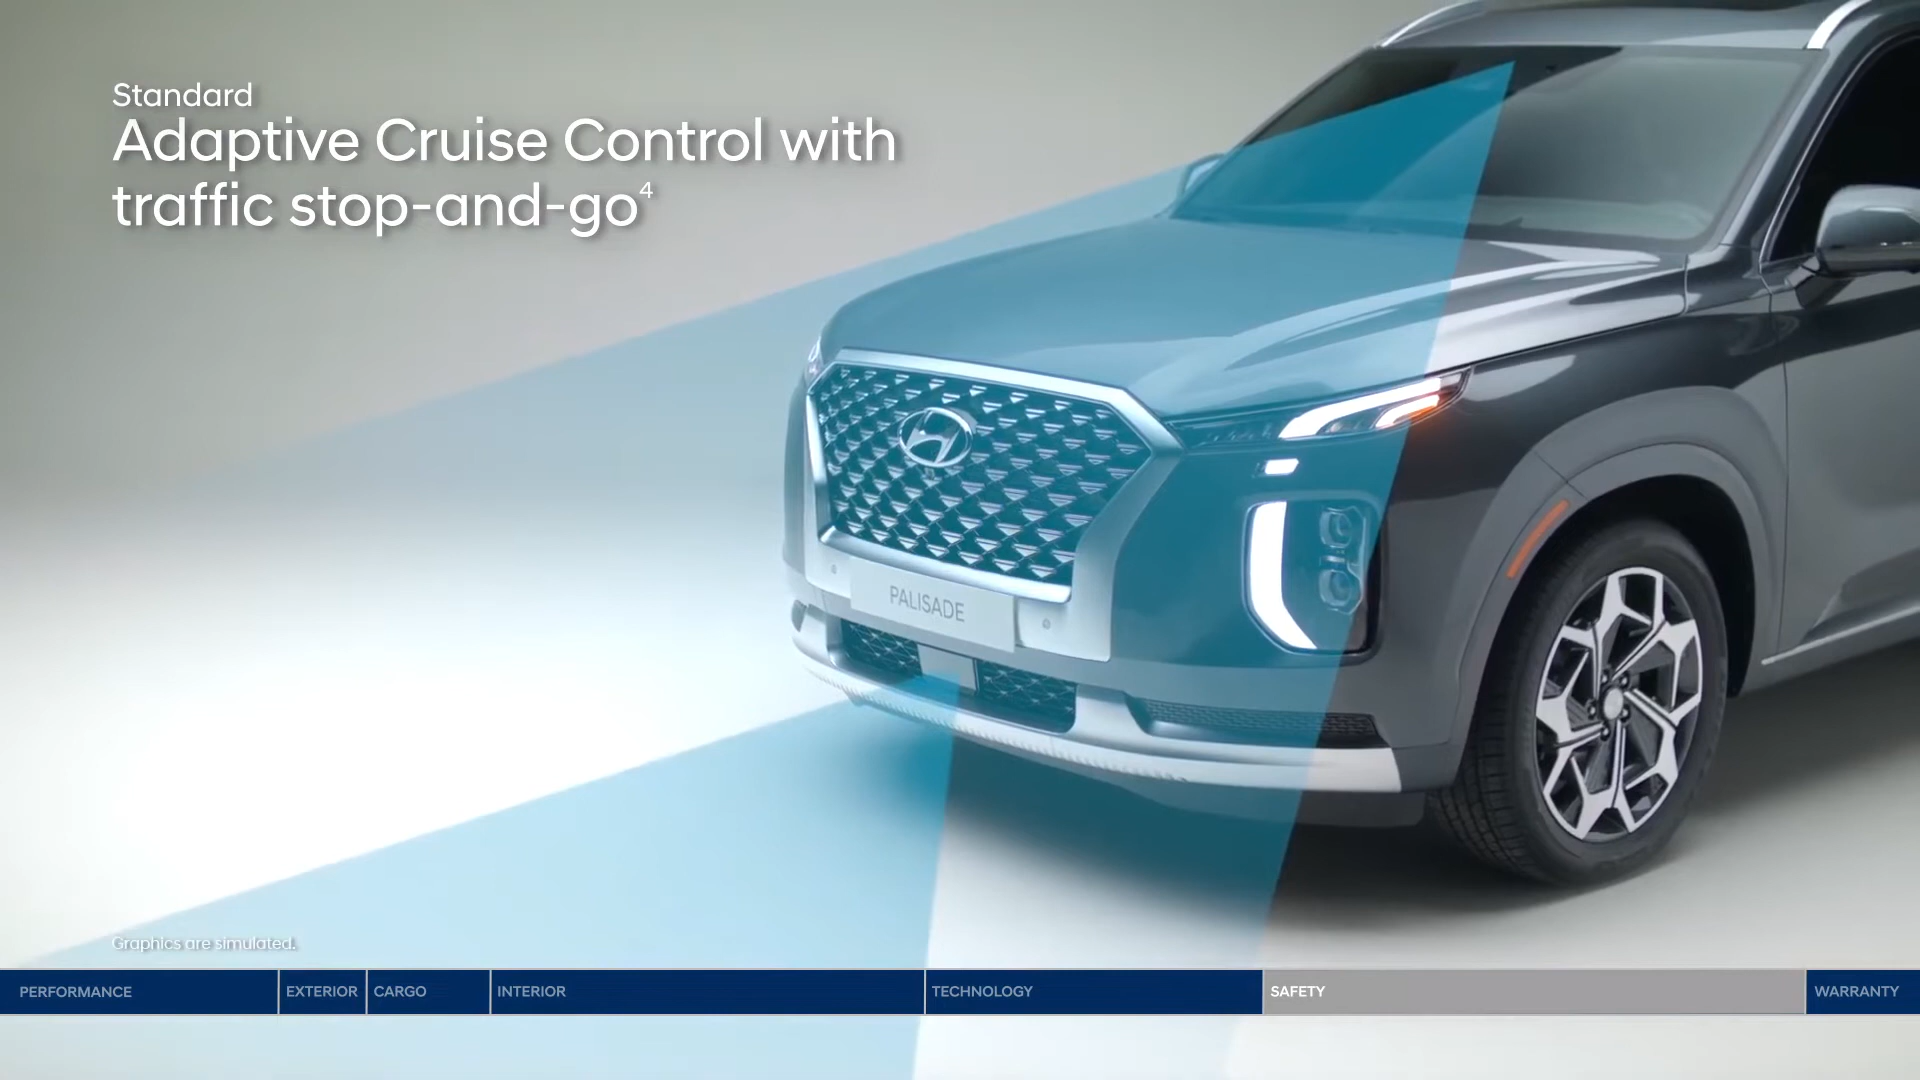 Standard
Adaptive Cruise Control with
traffic stop-and-go⁴
PALISADE
Graphics are simulated.
PERFORMANCE
EXTERIOR
CARGO
INTERIOR
TECHNOLOGY
SAFETY
WARRANTY